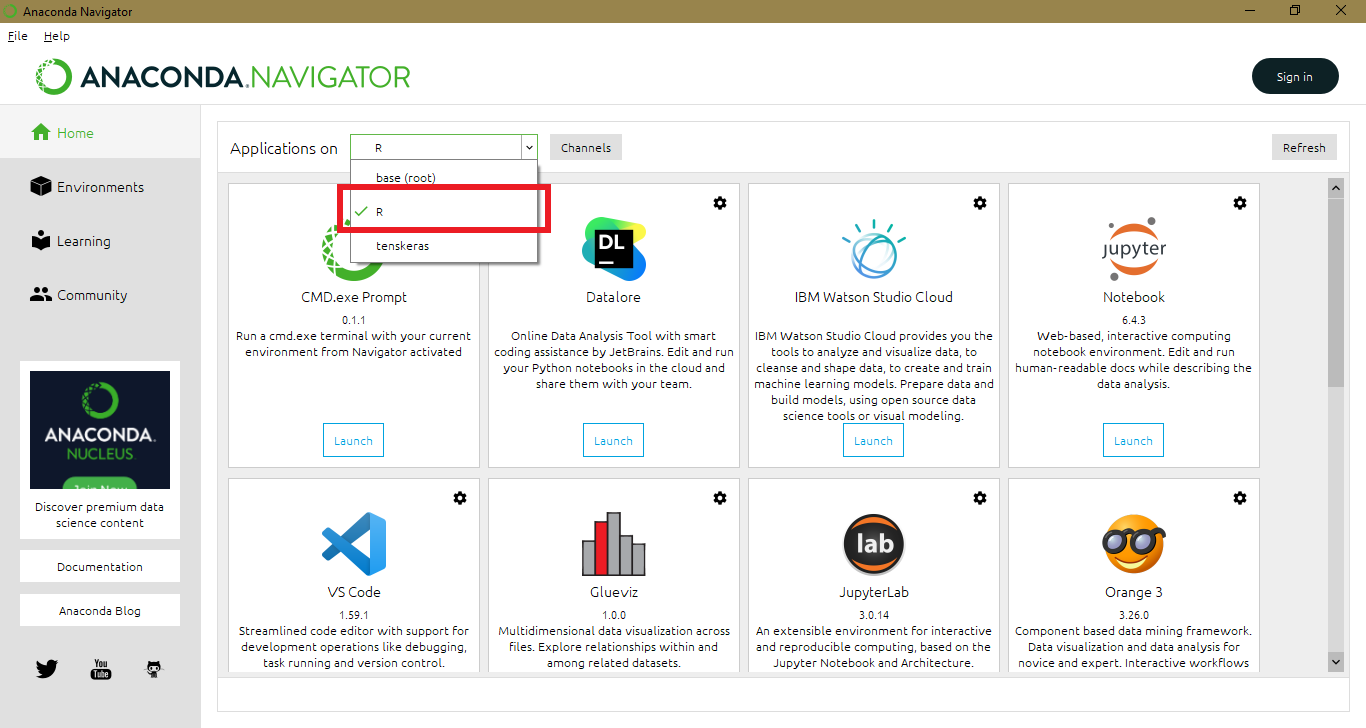 Anaconda Navigator
File Help
ANACONDA.NAVIGATOR
Sign in
Home
Environments
Learning
Community
ANACONDA.
NUCLEUS
Join Now
Discover premium data
science content
Documentation
Anaconda Blog
You
Tube
Applications on
R
Channels
Refresh
base (root)
R
tenskeras
CMD.exe Prompt
0.1.1
Run a cmd.exe terminal with your current
environment from Navigator activated
Launch
DL
Datalore
Online Data Analysis Tool with smart
coding assistance by JetBrains. Edit and run
your Python notebooks in the cloud and
share them with your team.
Launch
IBM Watson Studio Cloud
IBM Watson Studio Cloud provides you the
tools to analyze and visualize data, to
cleanse and shape data, to create and train
machine learning models. Prepare data and
build models, using open source data
science tools or visual modeling.
Launch
jupyter
Notebook
6.4.3
Web-based, interactive computing
notebook environment. Edit and run
human-readable docs while describing the
data analysis.
Launch
VS Code
1.59.1
Streamlined code editor with support for
development operations like debugging,
task running and version control.
Glueviz
1.0.0
Multidimensional data visualization across
files. Explore relationships within and
among related datasets.
lab
JupyterLab
3.0.14
An extensible environment for interactive
and reproducible computing, based on the
Jupyter Notebook and Architecture.
Orange 3
3.26.0
Component based data mining framework.
Data visualization and data analysis for
novice and expert. Interactive workflows